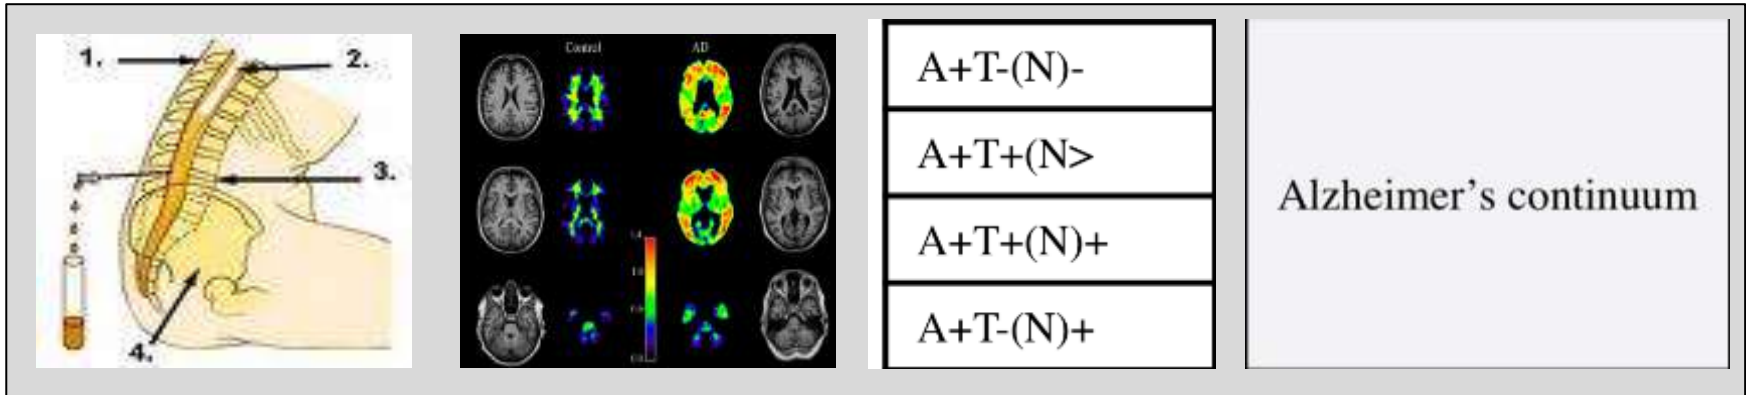 1.
2.
3.
4.
Control
AD
A+T-(N)-
A+T+(N>
A+T+(N)+
A+T-(N)+
Alzheimer's continuum